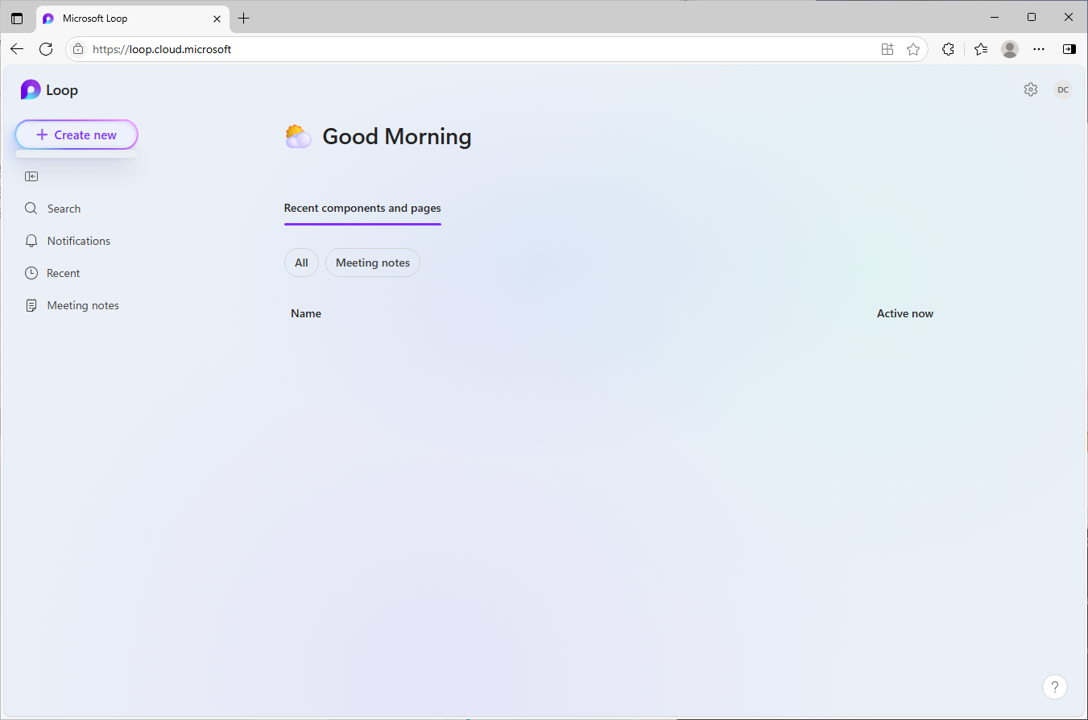 Microsoft Loop
https://loop.cloud.microsoft
Loop
DC
Create new
Good Morning
Search
Recent components and pages
Notifications
All
Meeting notes
Recent
Meeting notes
Name
Active now
?